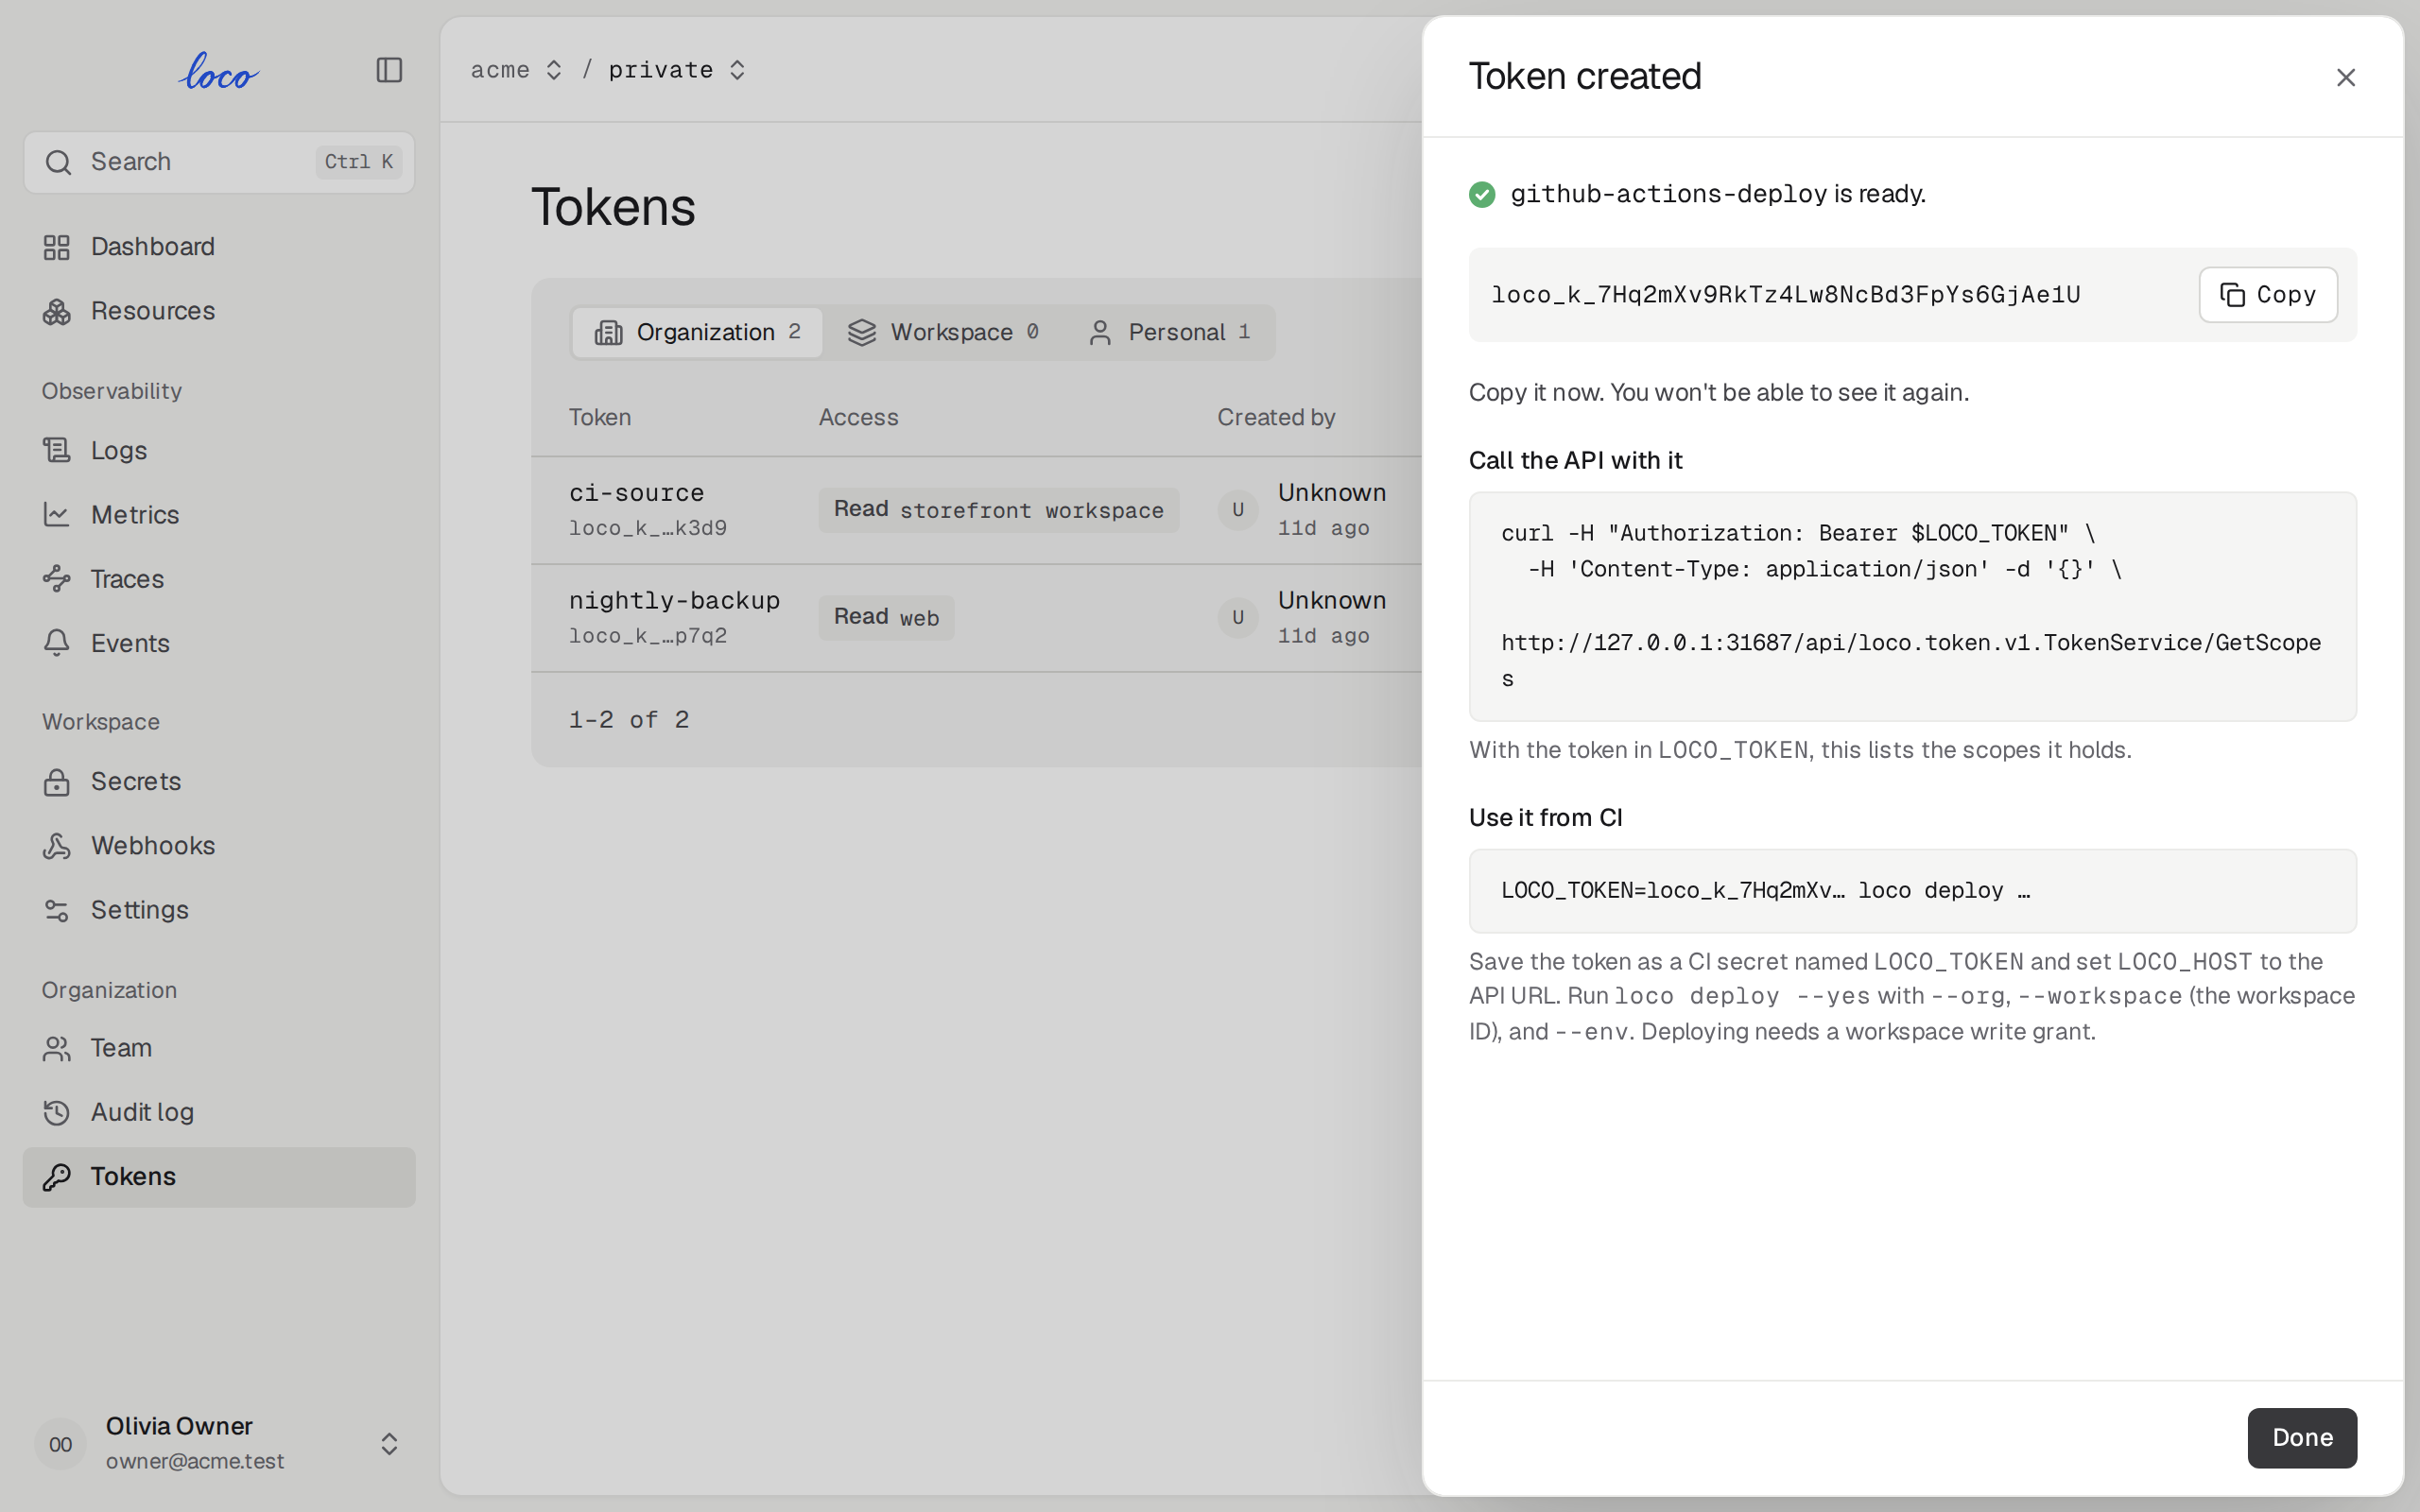 loco
Search Ctrl K
Dashboard
Resources
Observability
Logs
Metrics
Traces
Events
Workspace
Secrets
Webhooks
Settings
Organization
Team
Audit log
Tokens
OO
Olivia Owner
owner@acme.test
acme / private
Tokens
Organization 2 Workspace 0 Personal 1
Token Access Created by
ci-source
loco_k_…k3d9
Read storefront workspace
U
Unknown
11d ago
nightly-backup
loco_k_…p7q2
Read web
U
Unknown
11d ago
1-2 of 2
Token created
github-actions-deploy is ready.
loco_k_7Hq2mXv9RkTz4Lw8NcBd3FpYs6GjAe1U Copy
Copy it now. You won't be able to see it again.
Call the API with it
curl -H "Authorization: Bearer $LOCO_TOKEN" \
  -H 'Content-Type: application/json' -d '{}' \
http://127.0.0.1:31687/api/loco.token.v1.TokenService/GetScope
s
With the token in LOCO_TOKEN, this lists the scopes it holds.
Use it from CI
LOCO_TOKEN=loco_k_7Hq2mXv… loco deploy …
Save the token as a CI secret named LOCO_TOKEN and set LOCO_HOST to the
API URL. Run loco deploy --yes with --org, --workspace (the workspace
ID), and --env. Deploying needs a workspace write grant.
Done